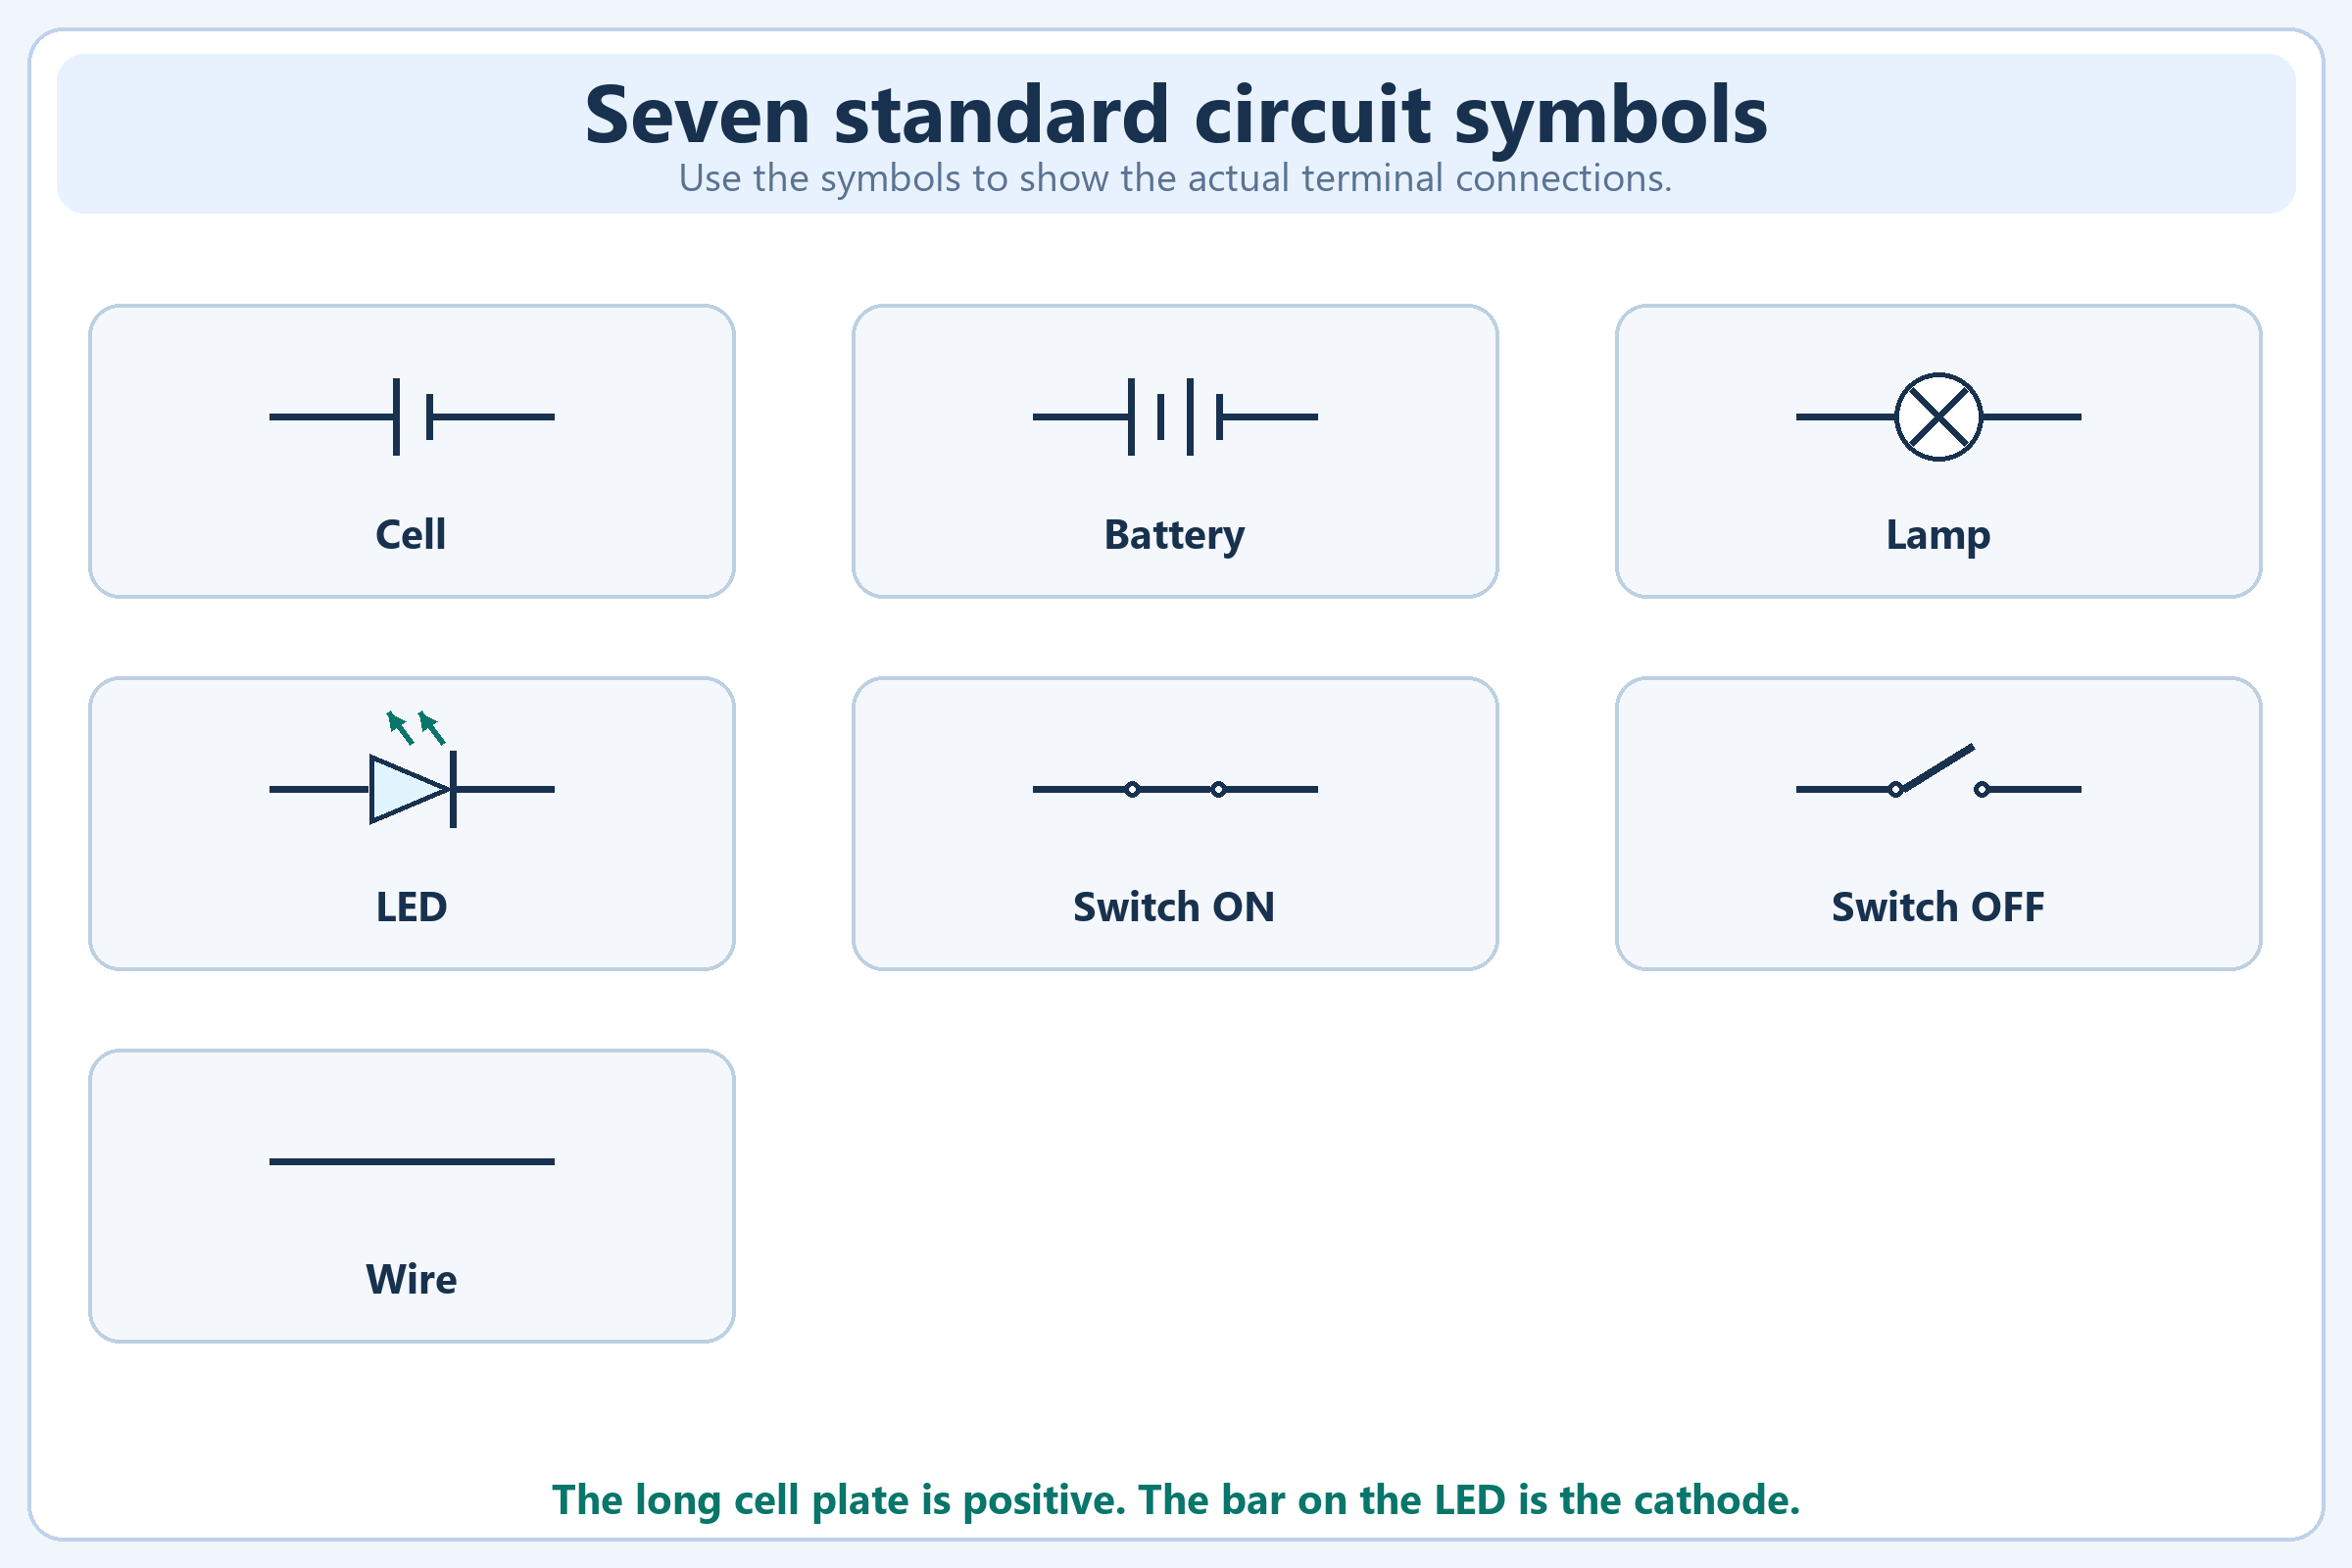 Seven standard circuit symbols
Use the symbols to show the actual terminal connections.
Cell
Battery
Lamp
LED
Switch ON
Switch OFF
Wire
The long cell plate is positive. The bar on the LED is the cathode.